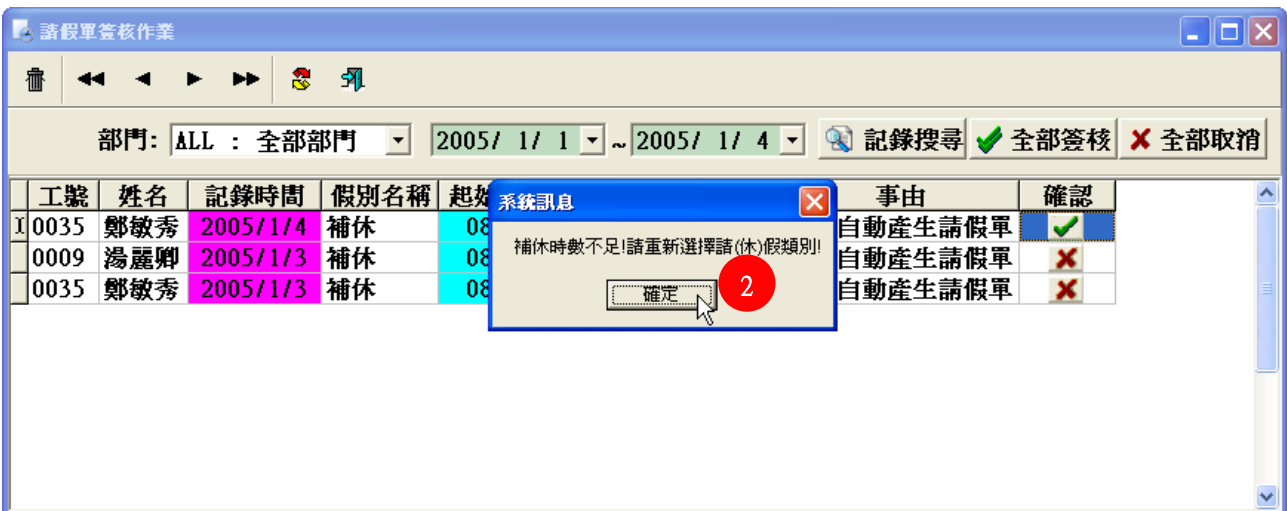 請假單簽核作業
部門: ALL : 全部部門 2005/ 1/ 1 ~ 2005/ 1/ 4 記錄搜尋 全部簽核 全部取消
工號 姓名 記錄時間 假別名稱 起始 事由 確認
系統訊息
0035 鄭敏秀 2005/1/4 補休 08 自動產生請假單
補休時數不足!請重新選擇請(休)假類別!
0009 湯麗卿 2005/1/3 補休 08 自動產生請假單
0035 鄭敏秀 2005/1/3 補休 08 自動產生請假單
確定 2